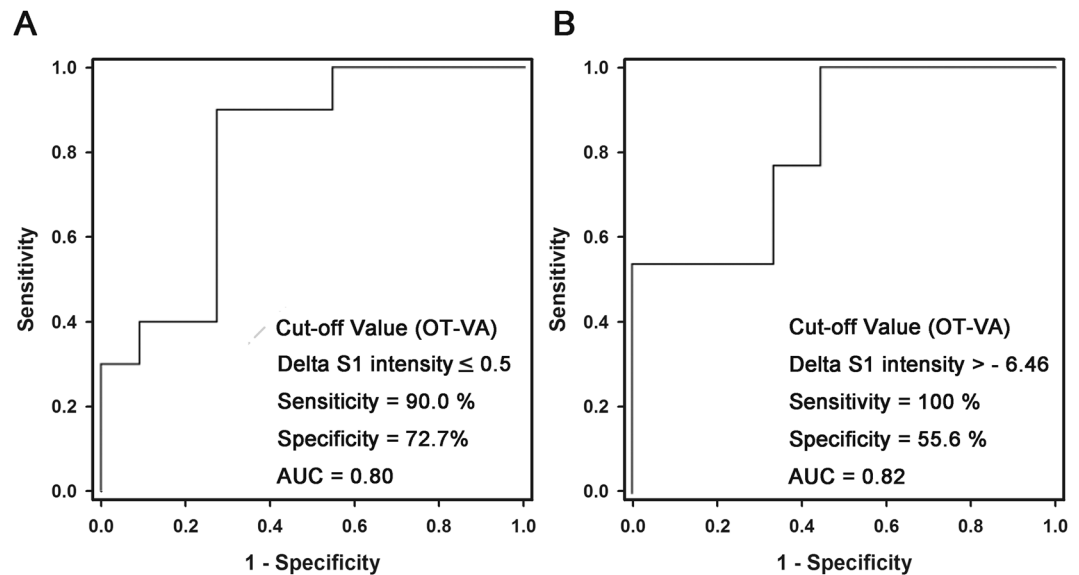 A
1.0
0.8
0.6
0.4
0.2
0.0
Sensitivity
Cut-off Value (OT-VA)
Delta S1 intensity ≤ 0.5
Sensiticity = 90.0 %
Specificity = 72.7%
AUC = 0.80
0.0 0.2 0.4 0.6 0.8 1.0
1 - Specificity
B
1.0
0.8
0.6
0.4
0.2
0.0
Sensitivity
Cut-off Value (OT-VA)
Delta S1 intensity > - 6.46
Sensitivity = 100 %
Specificity = 55.6 %
AUC = 0.82
0.0 0.2 0.4 0.6 0.8 1.0
1 - Specificity